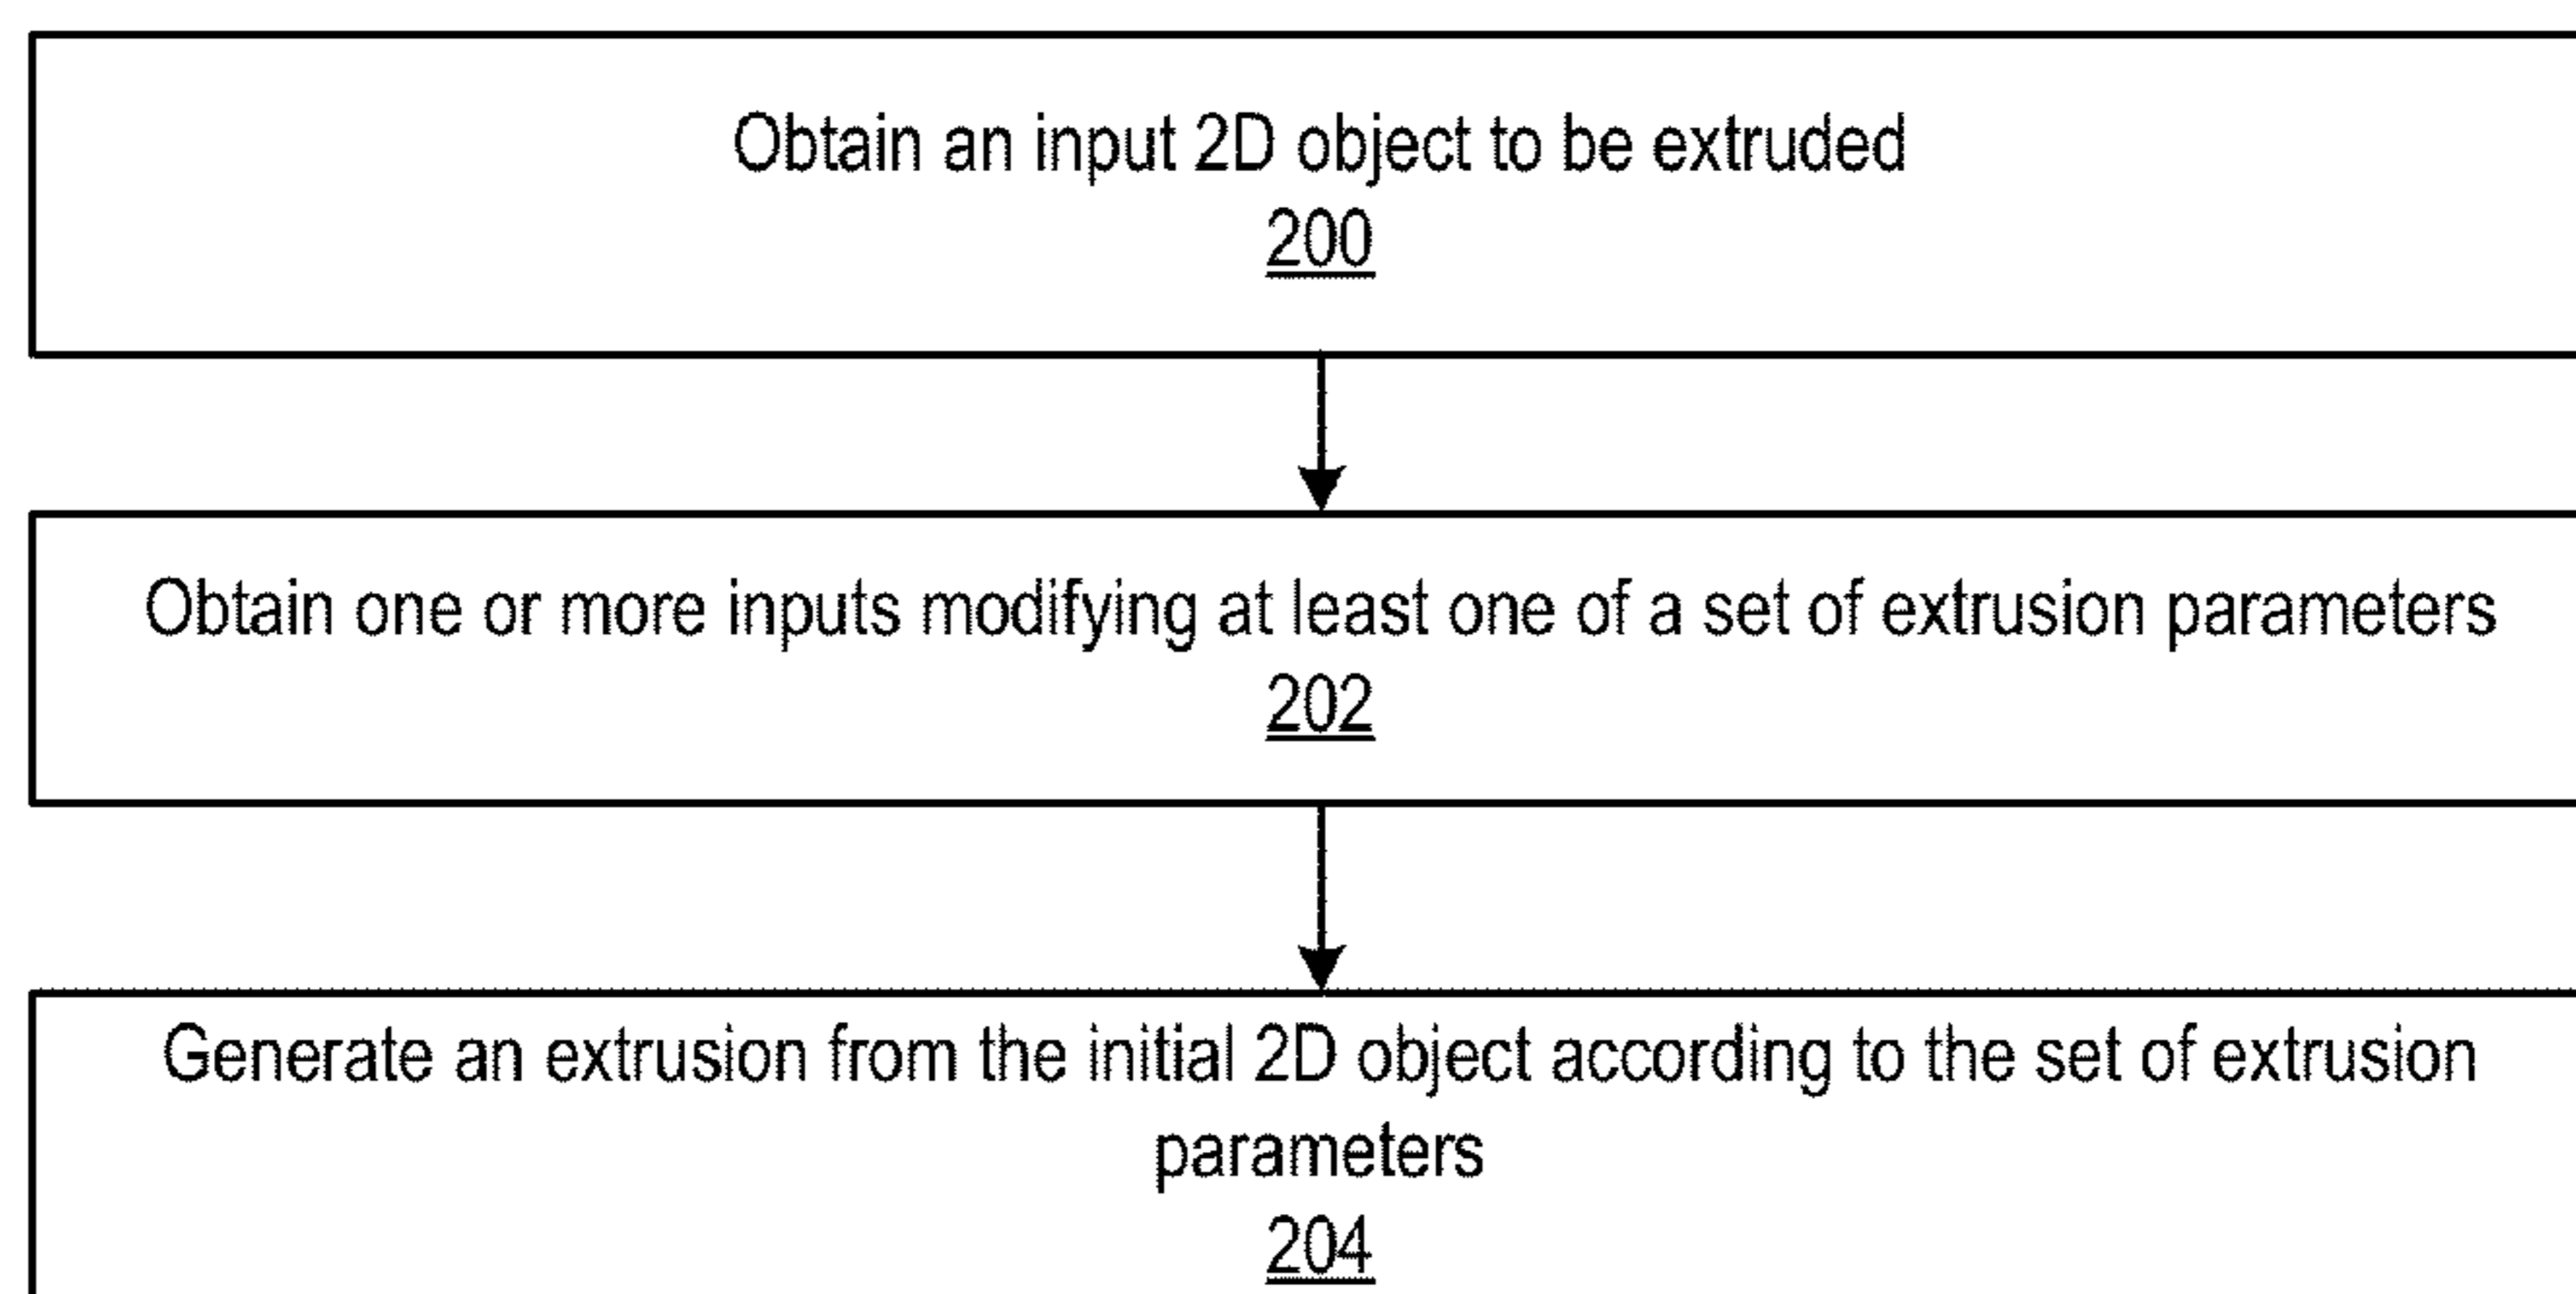 Obtain an input 2D object to be extruded
200
Obtain one or more inputs modifying at least one of a set of extrusion parameters
202
Generate an extrusion from the initial 2D object according to the set of extrusion
parameters
204